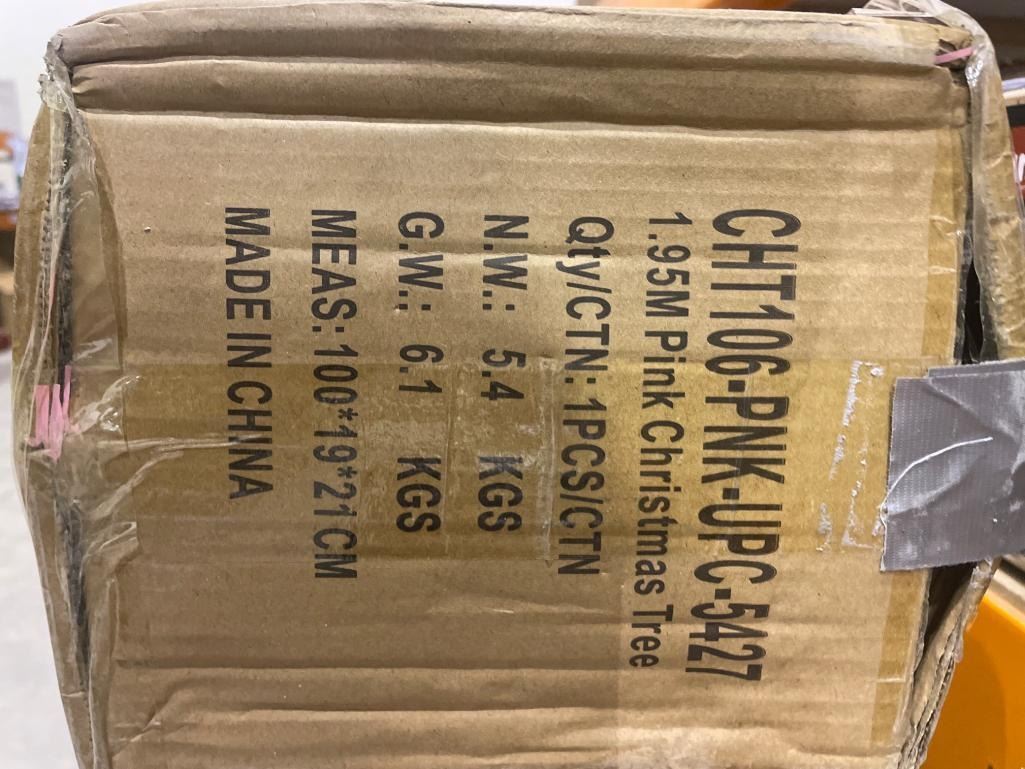 CHT106-PNK-UPC-5427
1.95M Pink Christmas Tree
Qty/CTN: 1PCS/CTN
N.W.: 5.4 KGS
G.W.: 6.1 KGS
MEAS: 100*19*21 CM
MADE IN CHINA